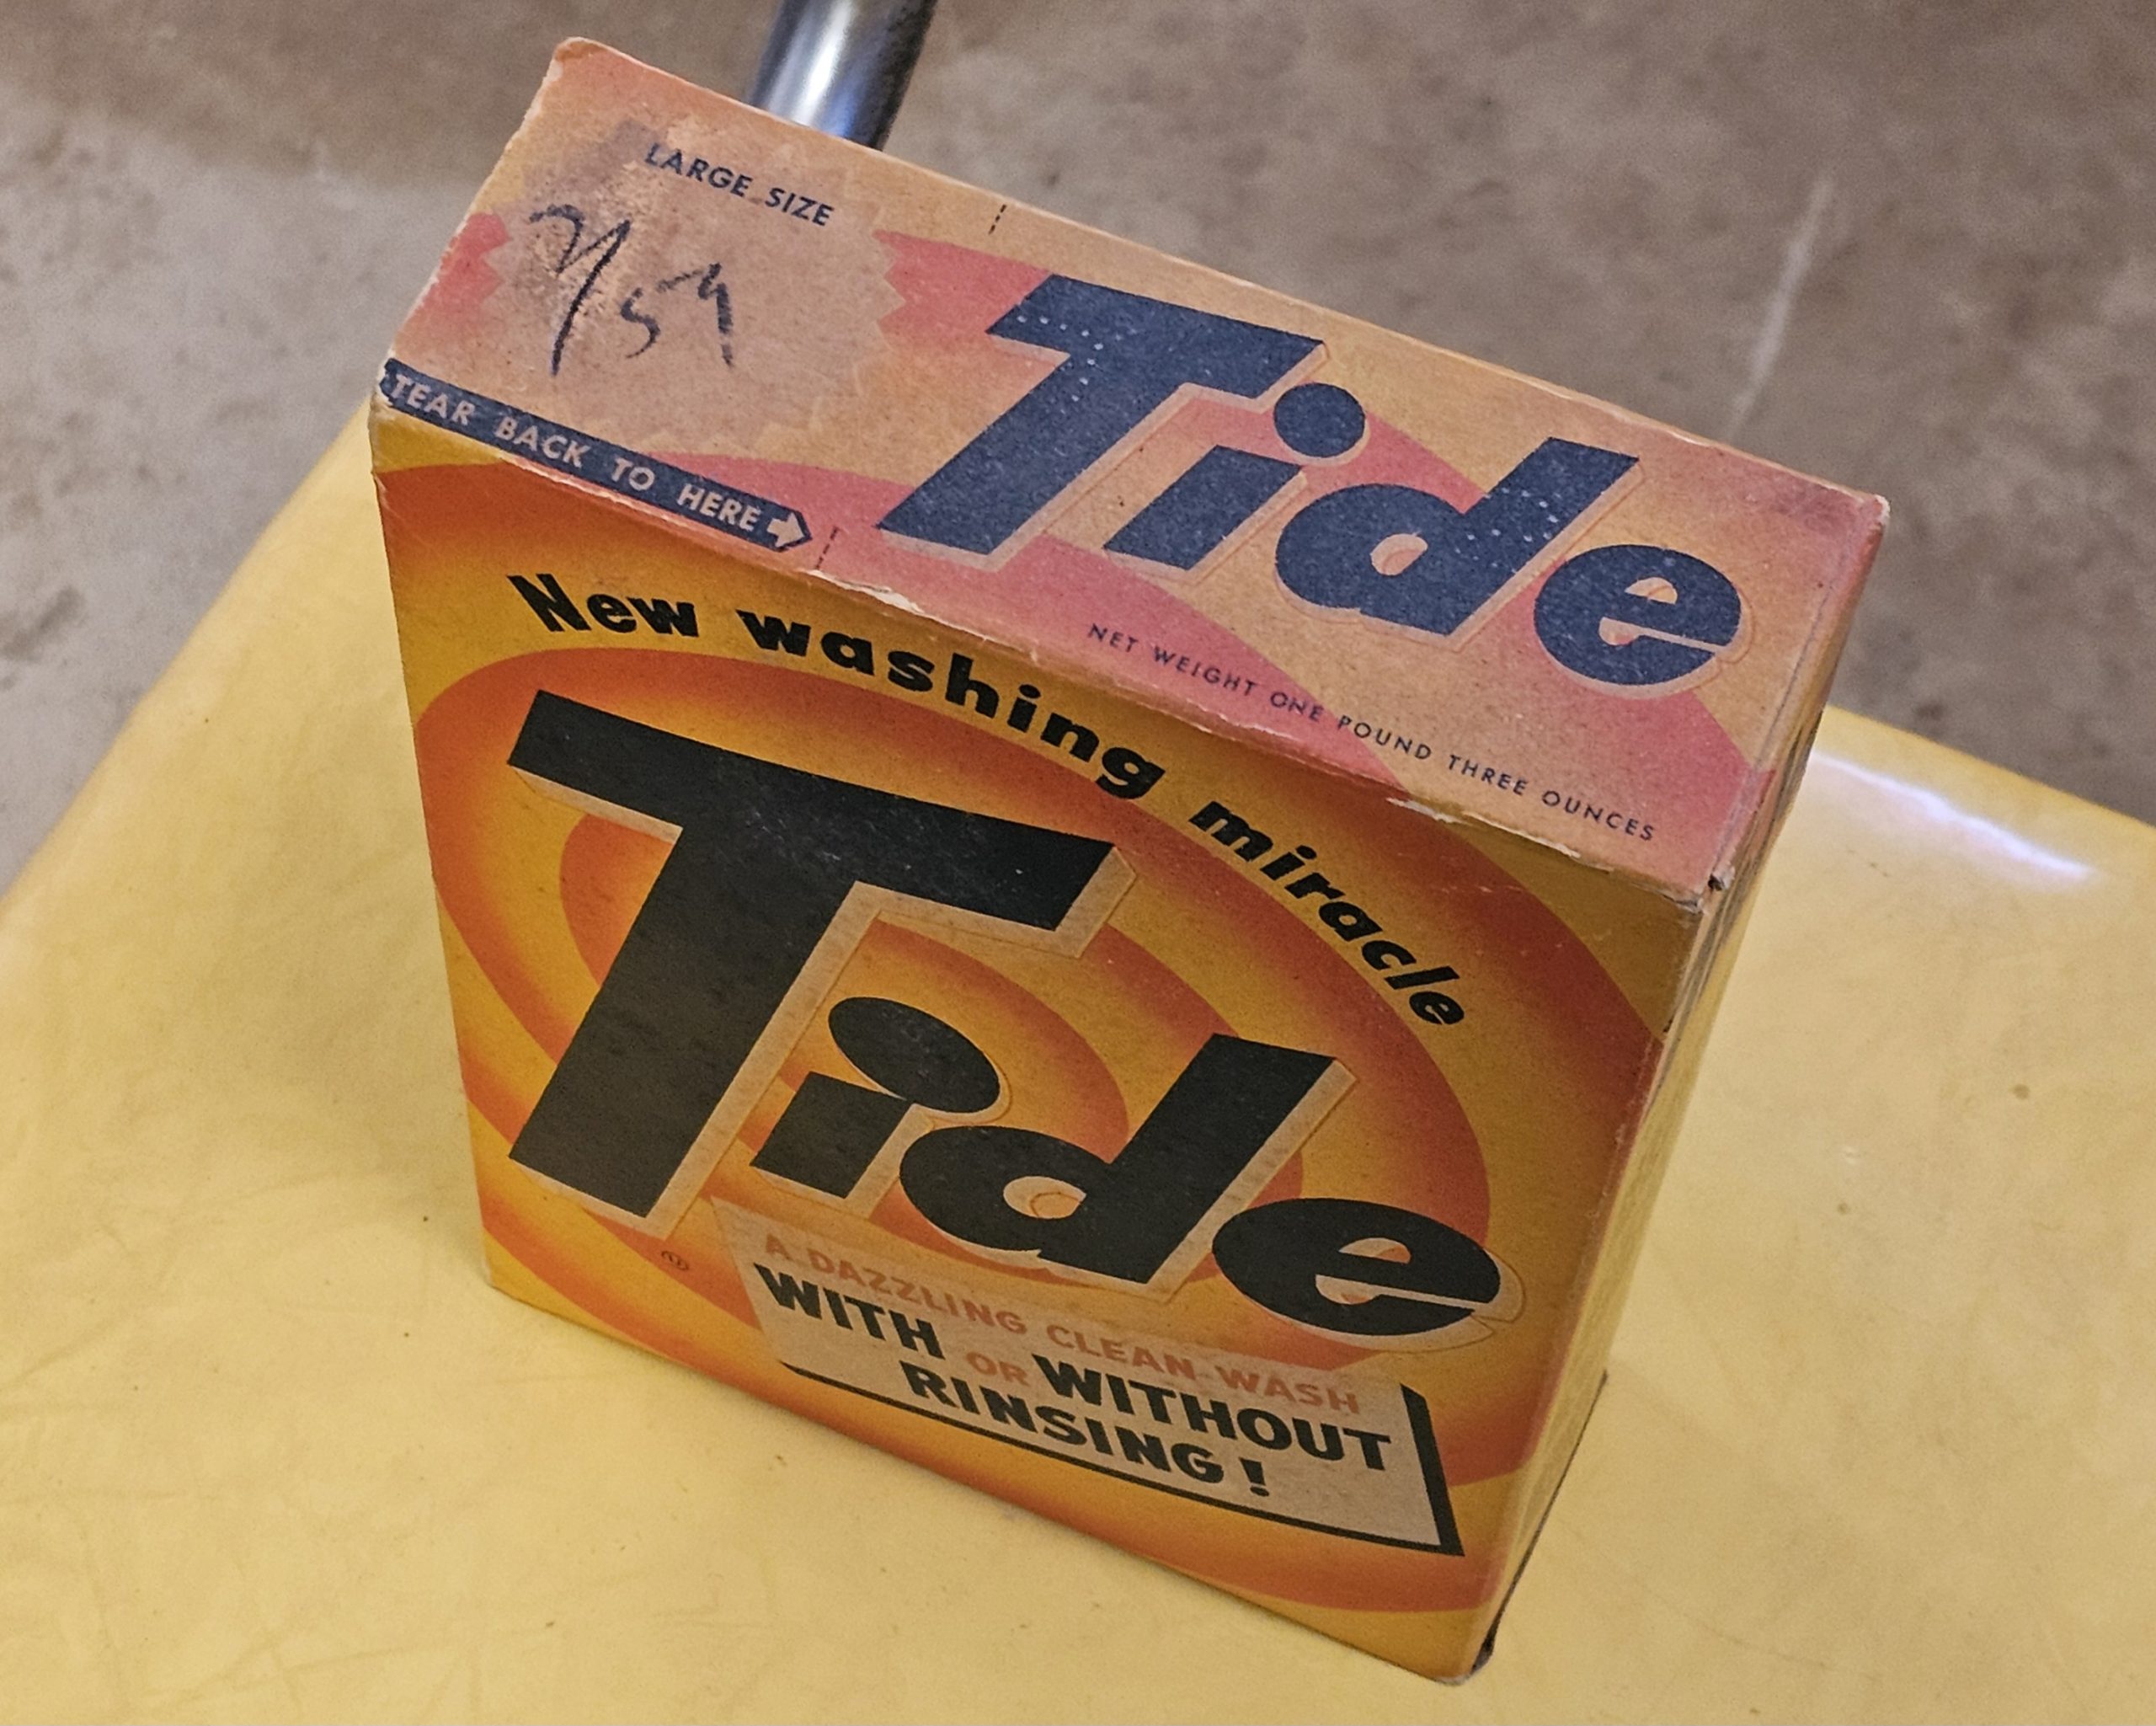 LARGE SIZE
TEAR BACK TO HERE
Tide
NET WEIGHT ONE POUND THREE OUNCES
New washing miracle
Tide
®
A DAZZLING CLEAN WASH
WITH OR WITHOUT
RINSING!